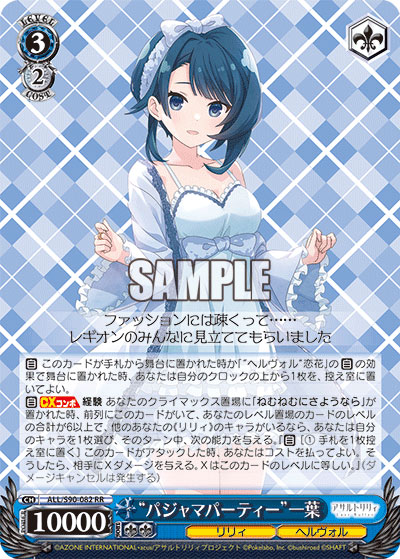 LEVEL
3
2
COST
SAMPLE
ファッションには疎くって……
レギオンのみんなに見立ててもらいました
自 このカードが手札から舞台に置かれた時か「“ヘルヴォル”恋花」の自の効
果で舞台に置かれた時、あなたは自分のクロックの上から1枚を、控え室に置
いてよい。
自 CXコンボ 経験 あなたのクライマックス置場に「ねむねむにさようなら」が
置かれた時、前列にこのカードがいて、あなたのレベル置場のカードのレベル
の合計が6以上で、他のあなたの《リリィ》のキャラがいるなら、あなたは自分
のキャラを1枚選び、そのターン中、次の能力を与える。『自 [① 手札を1枚控
え室に置く] このカードがアタックした時、あなたはコストを払ってよい。そう
したら、相手にXダメージを与える。Xはこのカードのレベルに等しい。』(ダ
メージキャンセルは発生する)
CH
ALL/S90-082 RR
10000
“パジャマパーティー”一葉
アサルトリリィ
リリィ
ヘルヴォル
©AZONE INTERNATIONAL・acus/アサルトリリィプロジェクト ©Pokelabo, Inc. ©bushiroad ©SHAFT